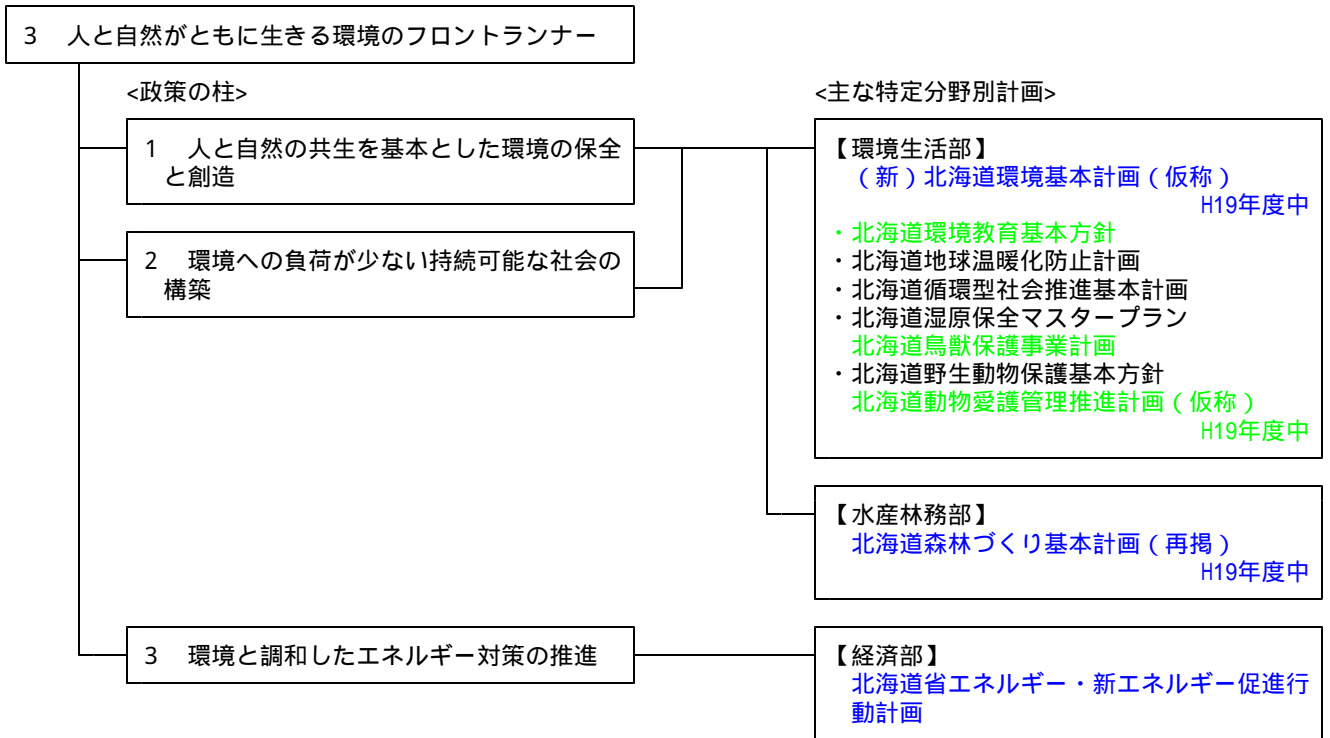 3　人と自然がともに生きる環境のフロントランナー
<政策の柱>
<主な特定分野別計画>
1　人と自然の共生を基本とした環境の保全
と創造
2　環境への負荷が少ない持続可能な社会の
構築
【環境生活部】
（新）北海道環境基本計画（仮称）
H19年度中
・北海道環境教育基本方針
・北海道地球温暖化防止計画
・北海道循環型社会推進基本計画
・北海道湿原保全マスタープラン
北海道鳥獣保護事業計画
・北海道野生動物保護基本方針
北海道動物愛護管理推進計画（仮称）
H19年度中
【水産林務部】
北海道森林づくり基本計画（再掲）
H19年度中
3　環境と調和したエネルギー対策の推進
【経済部】
北海道省エネルギー・新エネルギー促進行
動計画